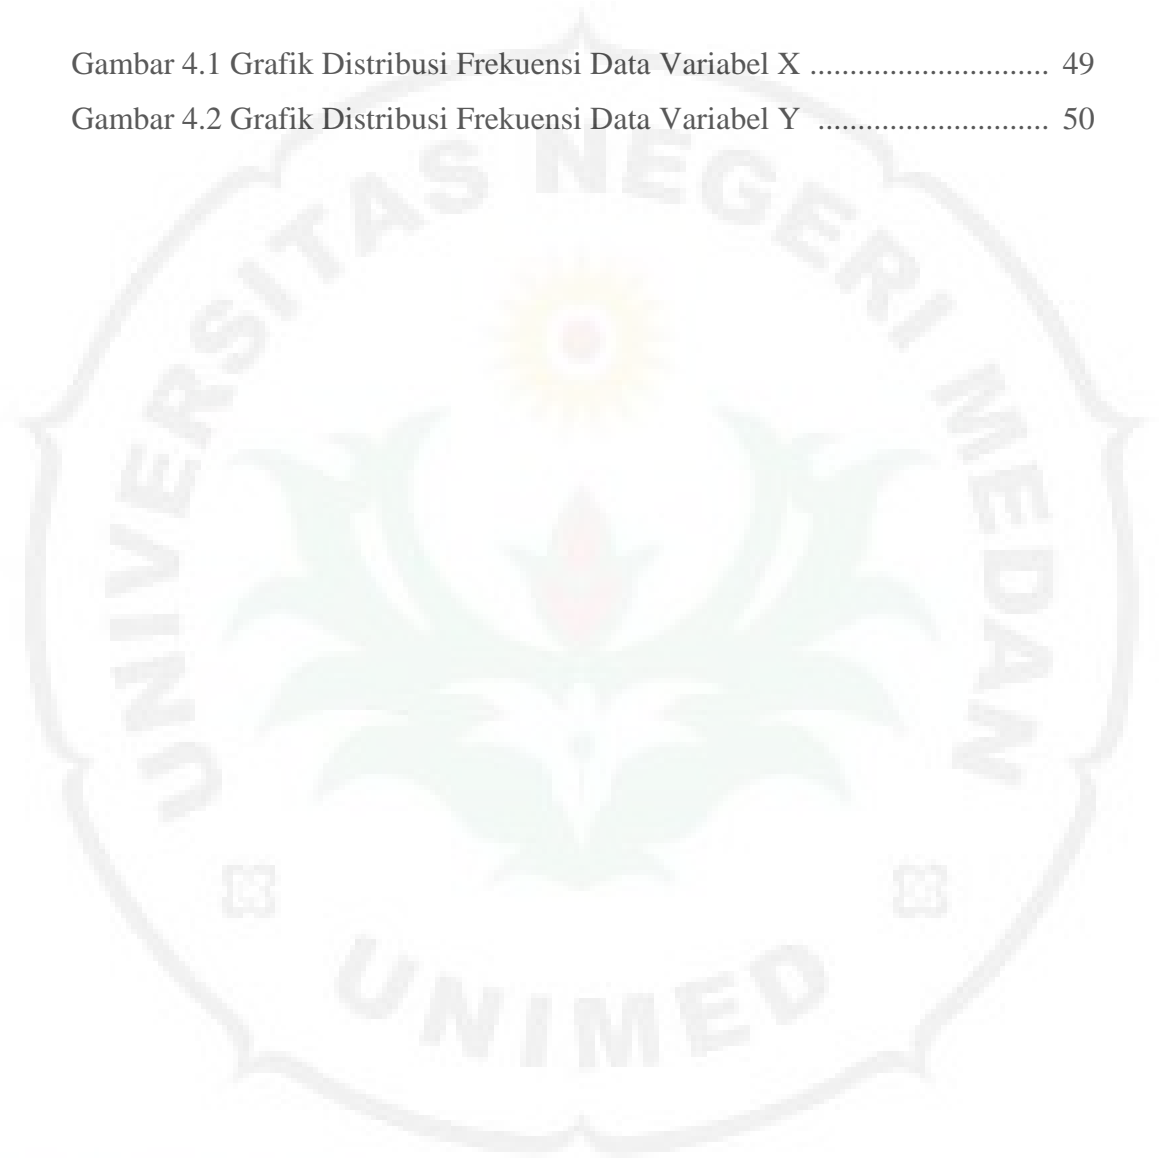 Gambar 4.1 Grafik Distribusi Frekuensi Data Variabel X .............................. 49
Gambar 4.2 Grafik Distribusi Frekuensi Data Variabel Y ............................. 50
UNIVERSITAS NEGERI MEDAN
UNIMED